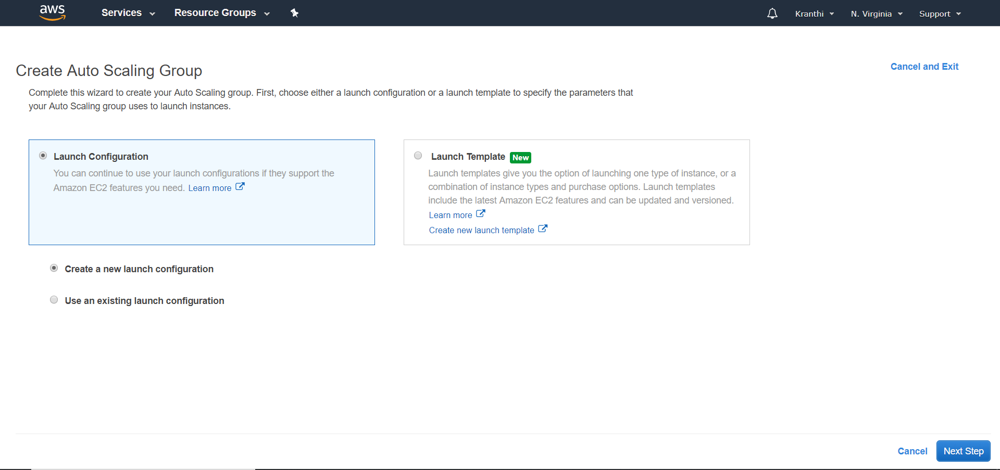 aws Services Resource Groups Kranthi N. Virginia Support
Create Auto Scaling Group
Cancel and Exit
Complete this wizard to create your Auto Scaling group. First, choose either a launch configuration or a launch template to specify the parameters that
your Auto Scaling group uses to launch instances.
Launch Configuration
You can continue to use your launch configurations if they support the
Amazon EC2 features you need. Learn more
Launch Template New
Launch templates give you the option of launching one type of instance, or a
combination of instance types and purchase options. Launch templates
include the latest Amazon EC2 features and can be updated and versioned.
Learn more
Create new launch template
Create a new launch configuration
Use an existing launch configuration
Cancel Next Step